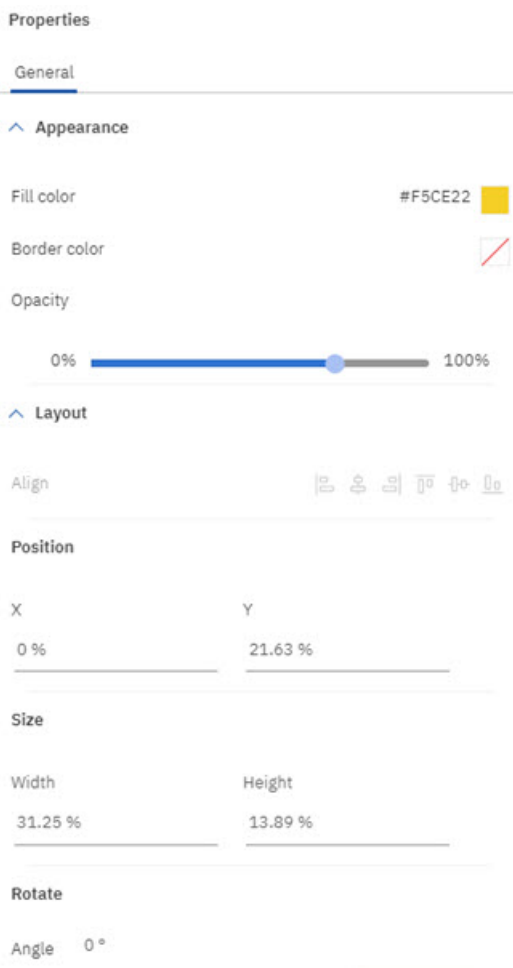 Properties
General
Appearance
Fill color #F5CE22
Border color
Opacity
0% 100%
Layout
Align
Position
X Y
0 % 21.63 %
Size
Width Height
31.25 % 13.89 %
Rotate
Angle 0 °